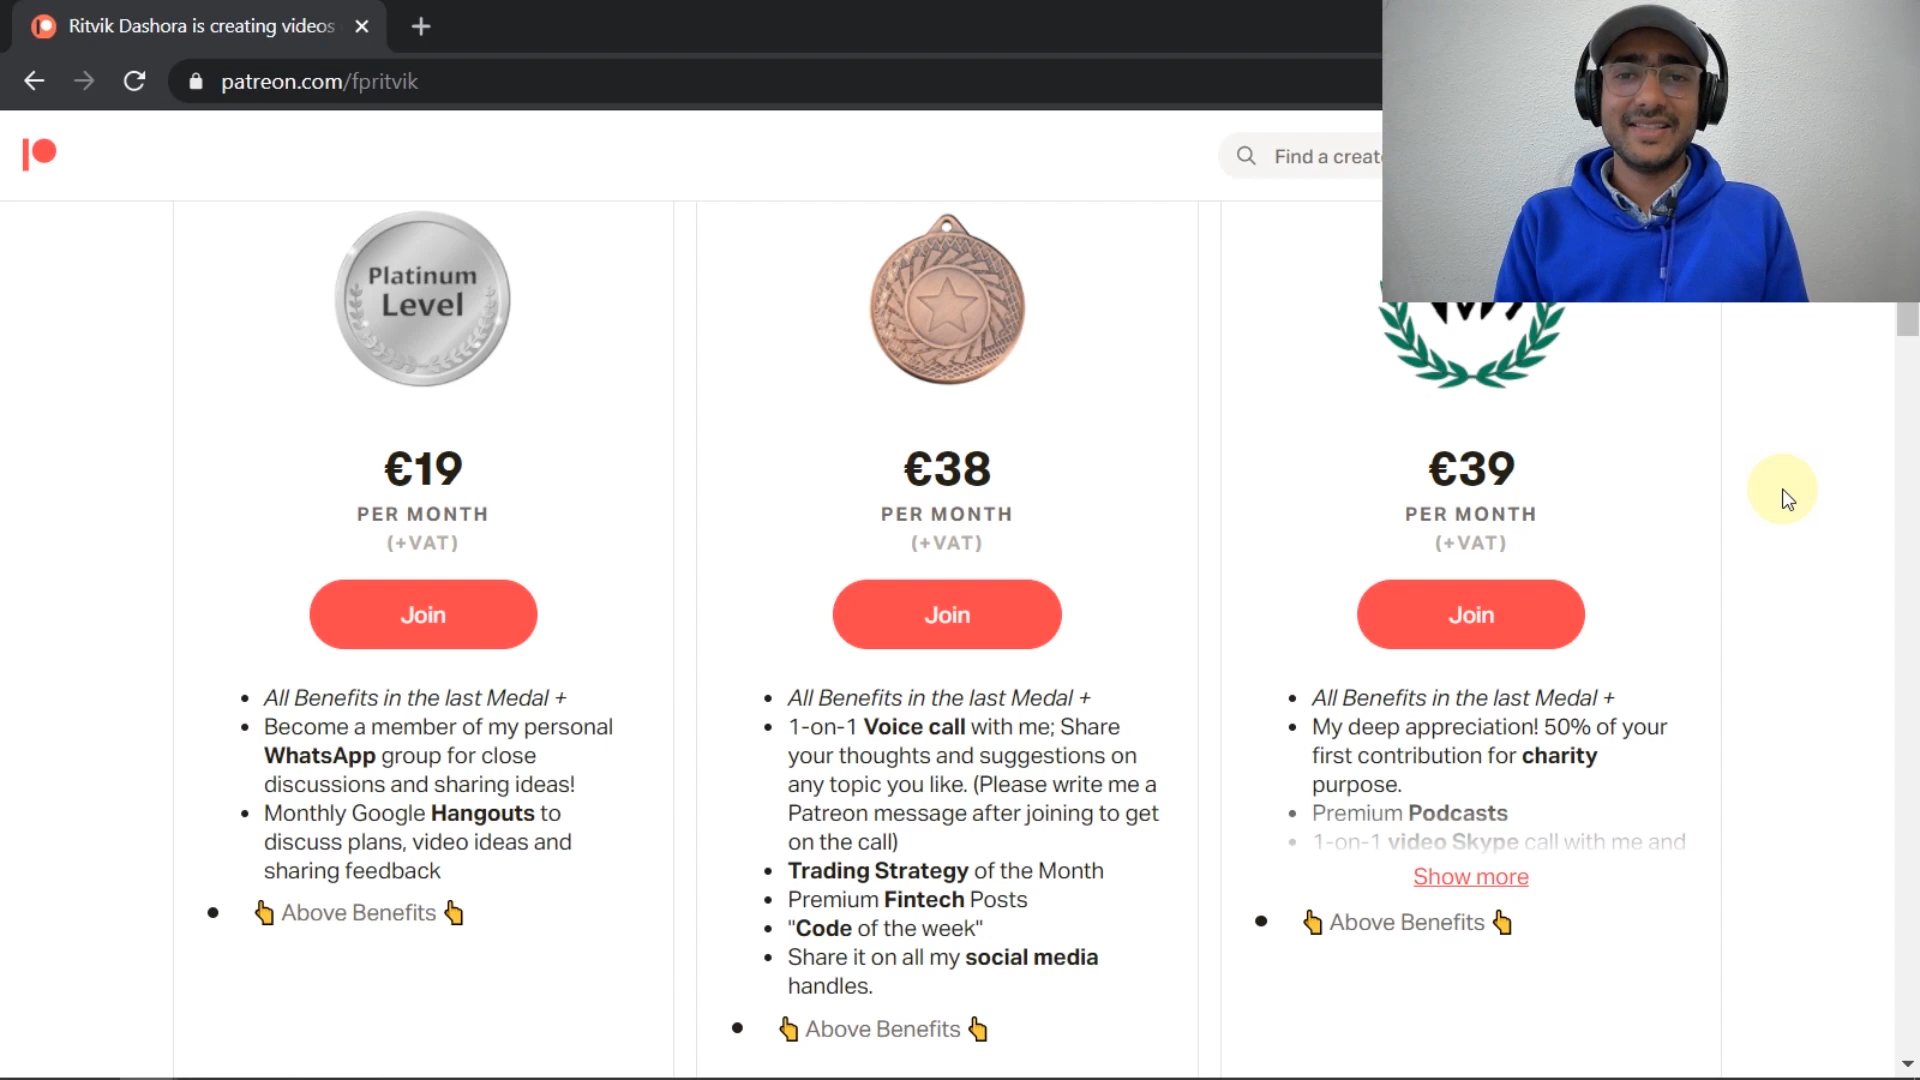 Ritvik Dashora is creating videos
patreon.com/fpritvik
Find a creat
Platinum
Level
€19
PER MONTH
(+VAT)
Join
All Benefits in the last Medal +
Become a member of my personal
WhatsApp group for close
discussions and sharing ideas!
Monthly Google Hangouts to
discuss plans, video ideas and
sharing feedback
👆 Above Benefits 👆
€38
PER MONTH
(+VAT)
Join
All Benefits in the last Medal +
1-on-1 Voice call with me; Share
your thoughts and suggestions on
any topic you like. (Please write me a
Patreon message after joining to get
on the call)
Trading Strategy of the Month
Premium Fintech Posts
"Code of the week"
Share it on all my social media
handles.
👆 Above Benefits 👆
€39
PER MONTH
(+VAT)
Join
All Benefits in the last Medal +
My deep appreciation! 50% of your
first contribution for charity
purpose.
Premium Podcasts
1-on-1 video Skype call with me and
Show more
👆 Above Benefits 👆